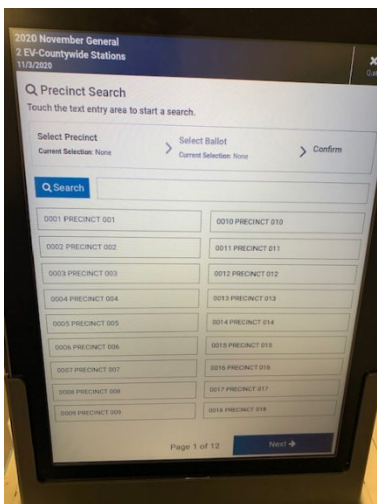 2020 November General
2 EV-Countywide Stations
11/3/2020
Precinct Search
Touch the text entry area to start a search.
Select Precinct
Current Selection: None
Select Ballot
Current Selection: None
Confirm
Search
0001 PRECINCT 001
0010 PRECINCT 010
0002 PRECINCT 002
0011 PRECINCT 011
0003 PRECINCT 003
0012 PRECINCT 012
0004 PRECINCT 004
0013 PRECINCT 013
0005 PRECINCT 005
0014 PRECINCT 014
0006 PRECINCT 006
0015 PRECINCT 015
0007 PRECINCT 007
0016 PRECINCT 016
0008 PRECINCT 008
0017 PRECINCT 017
0009 PRECINCT 009
0018 PRECINCT 018
Page 1 of 12
Next